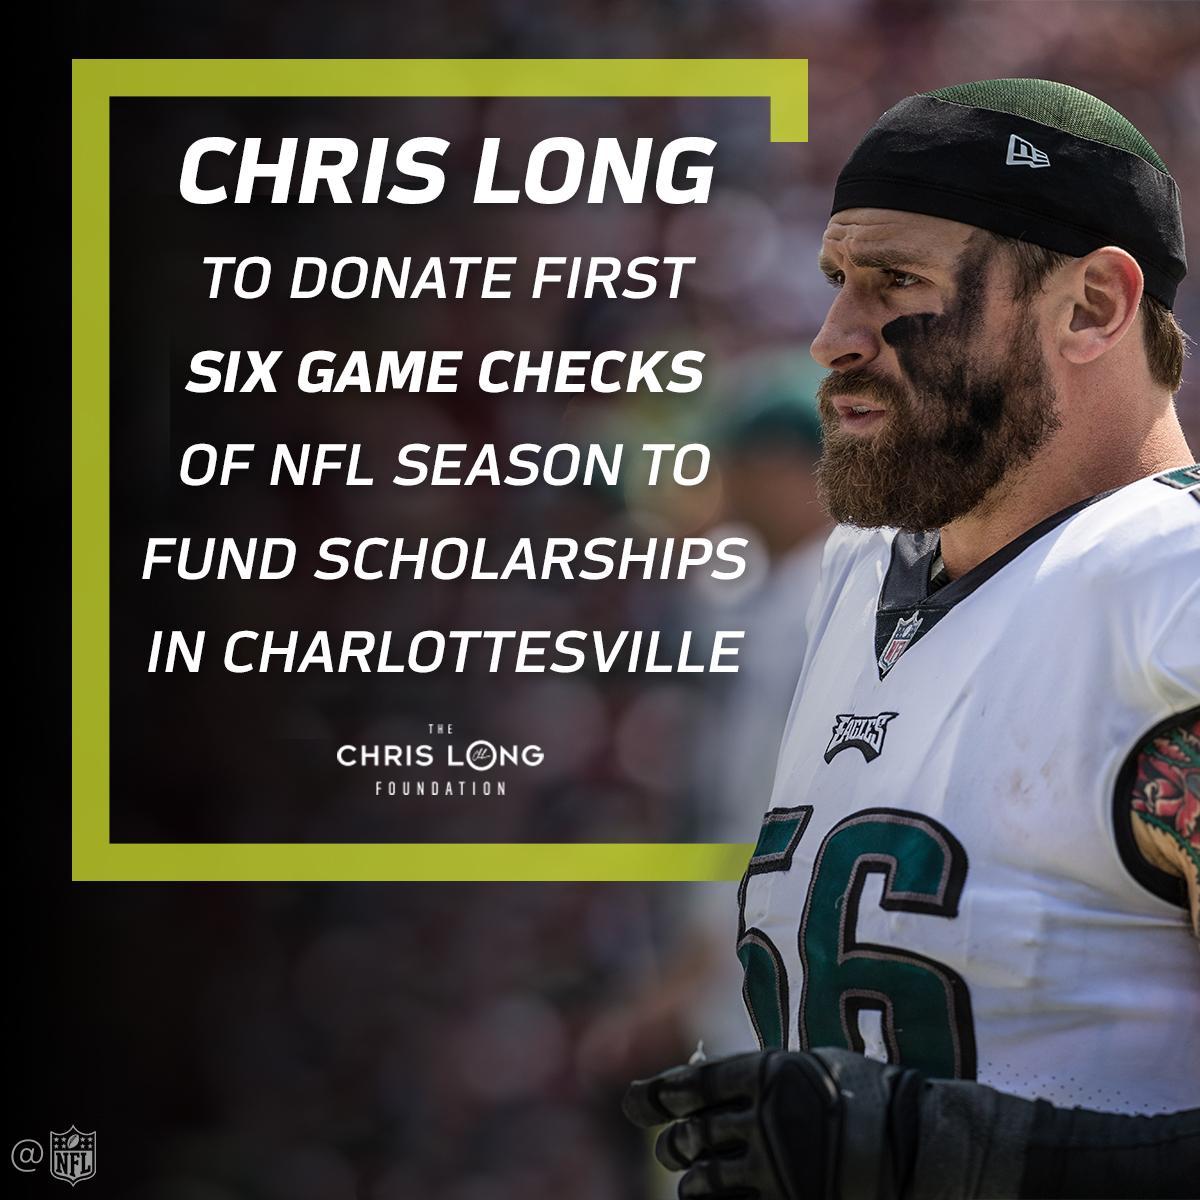 CHRIS LONG
TO DONATE FIRST
SIX GAME CHECKS
OF NFL SEASON TO
FUND SCHOLARSHIPS
IN CHARLOTTESVILLE
THE
CHRIS LONG
FOUNDATION
NFL
EAGLES
56
@NFL